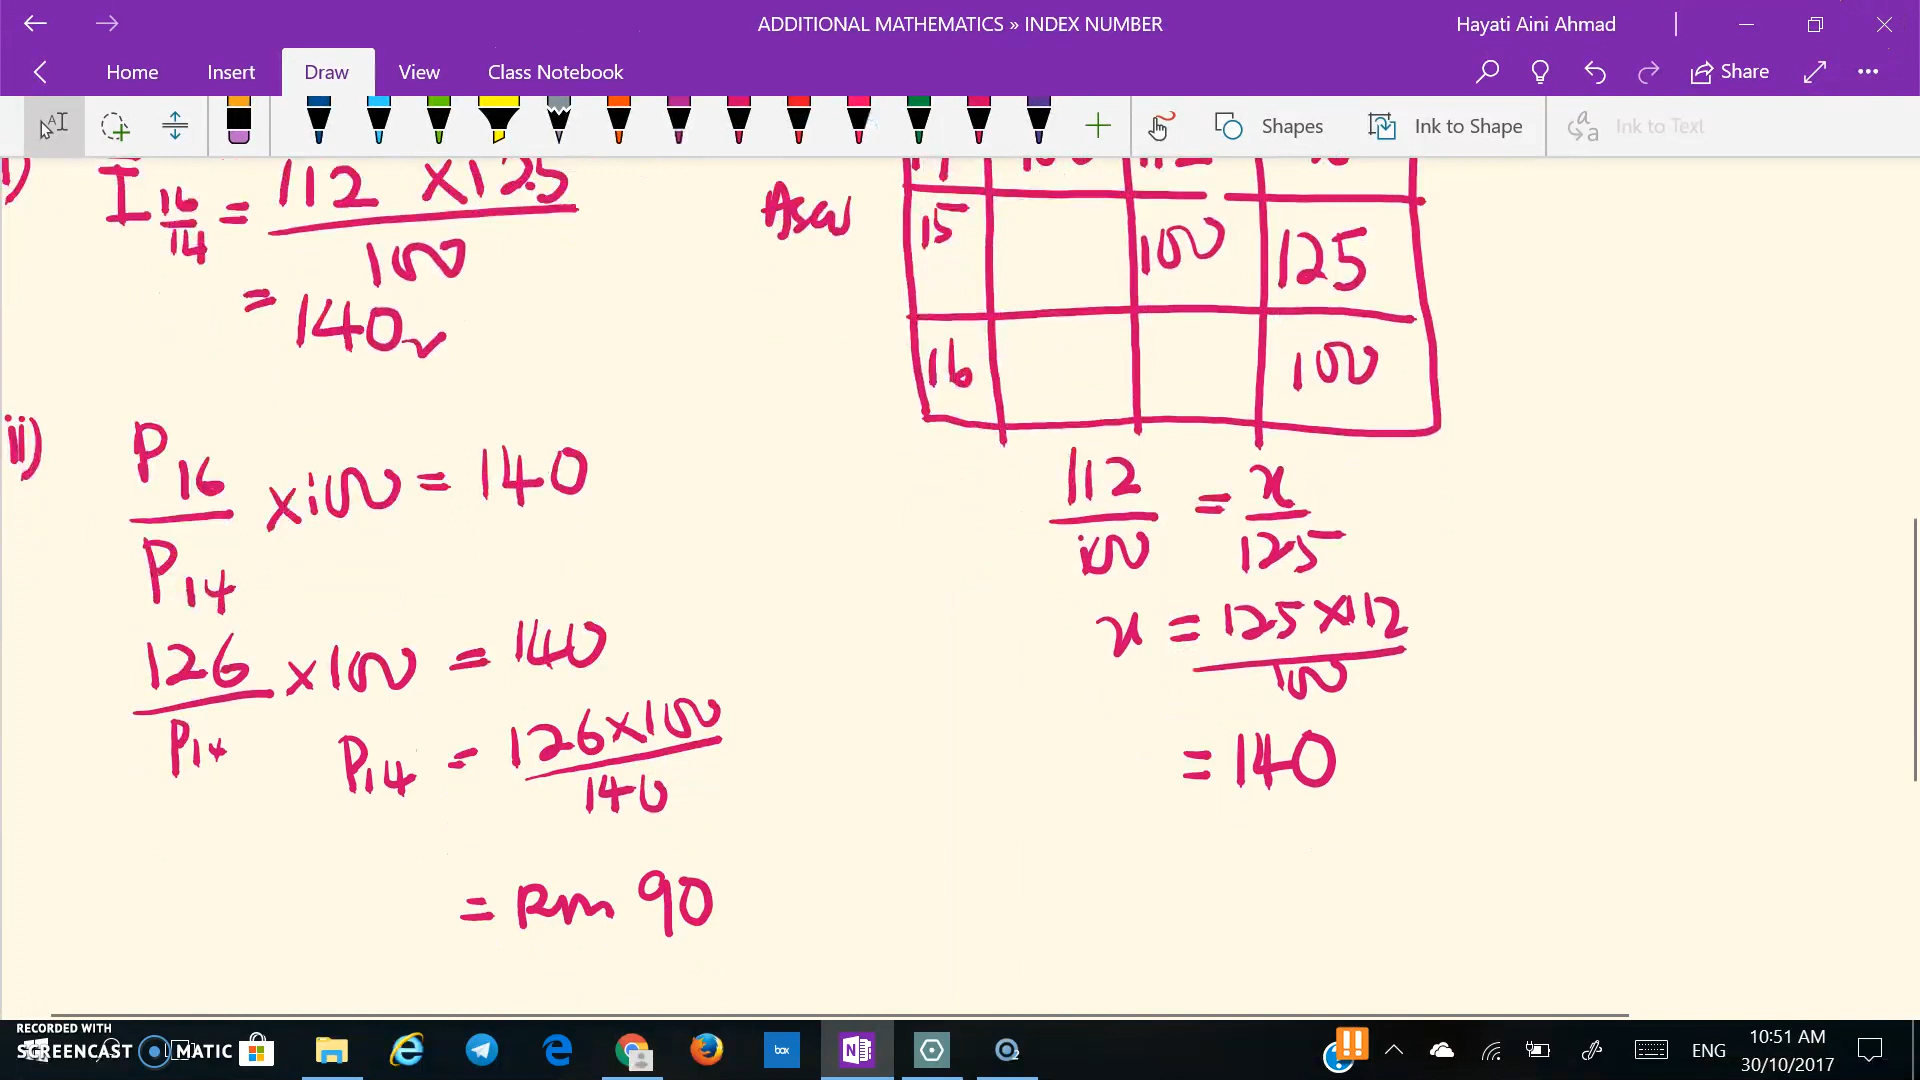 ADDITIONAL MATHEMATICS » INDEX NUMBER
Hayati Aini Ahmad
Home Insert Draw View Class Notebook
Share
Shapes Ink to Shape Ink to Text
i) I 16/14 = 112 x 125 / 100
= 140
ii) P16 / P14 x 100 = 140
126 / P14 x 100 = 140
P14 = 126 x 100 / 140
= RM 90
Asas
15 100 125
16 100
112 / 100 = x / 125
x = 125 x 112 / 100
= 140
RECORDED WITH
SCREENCAST MATIC
box
ENG
10:51 AM
30/10/2017